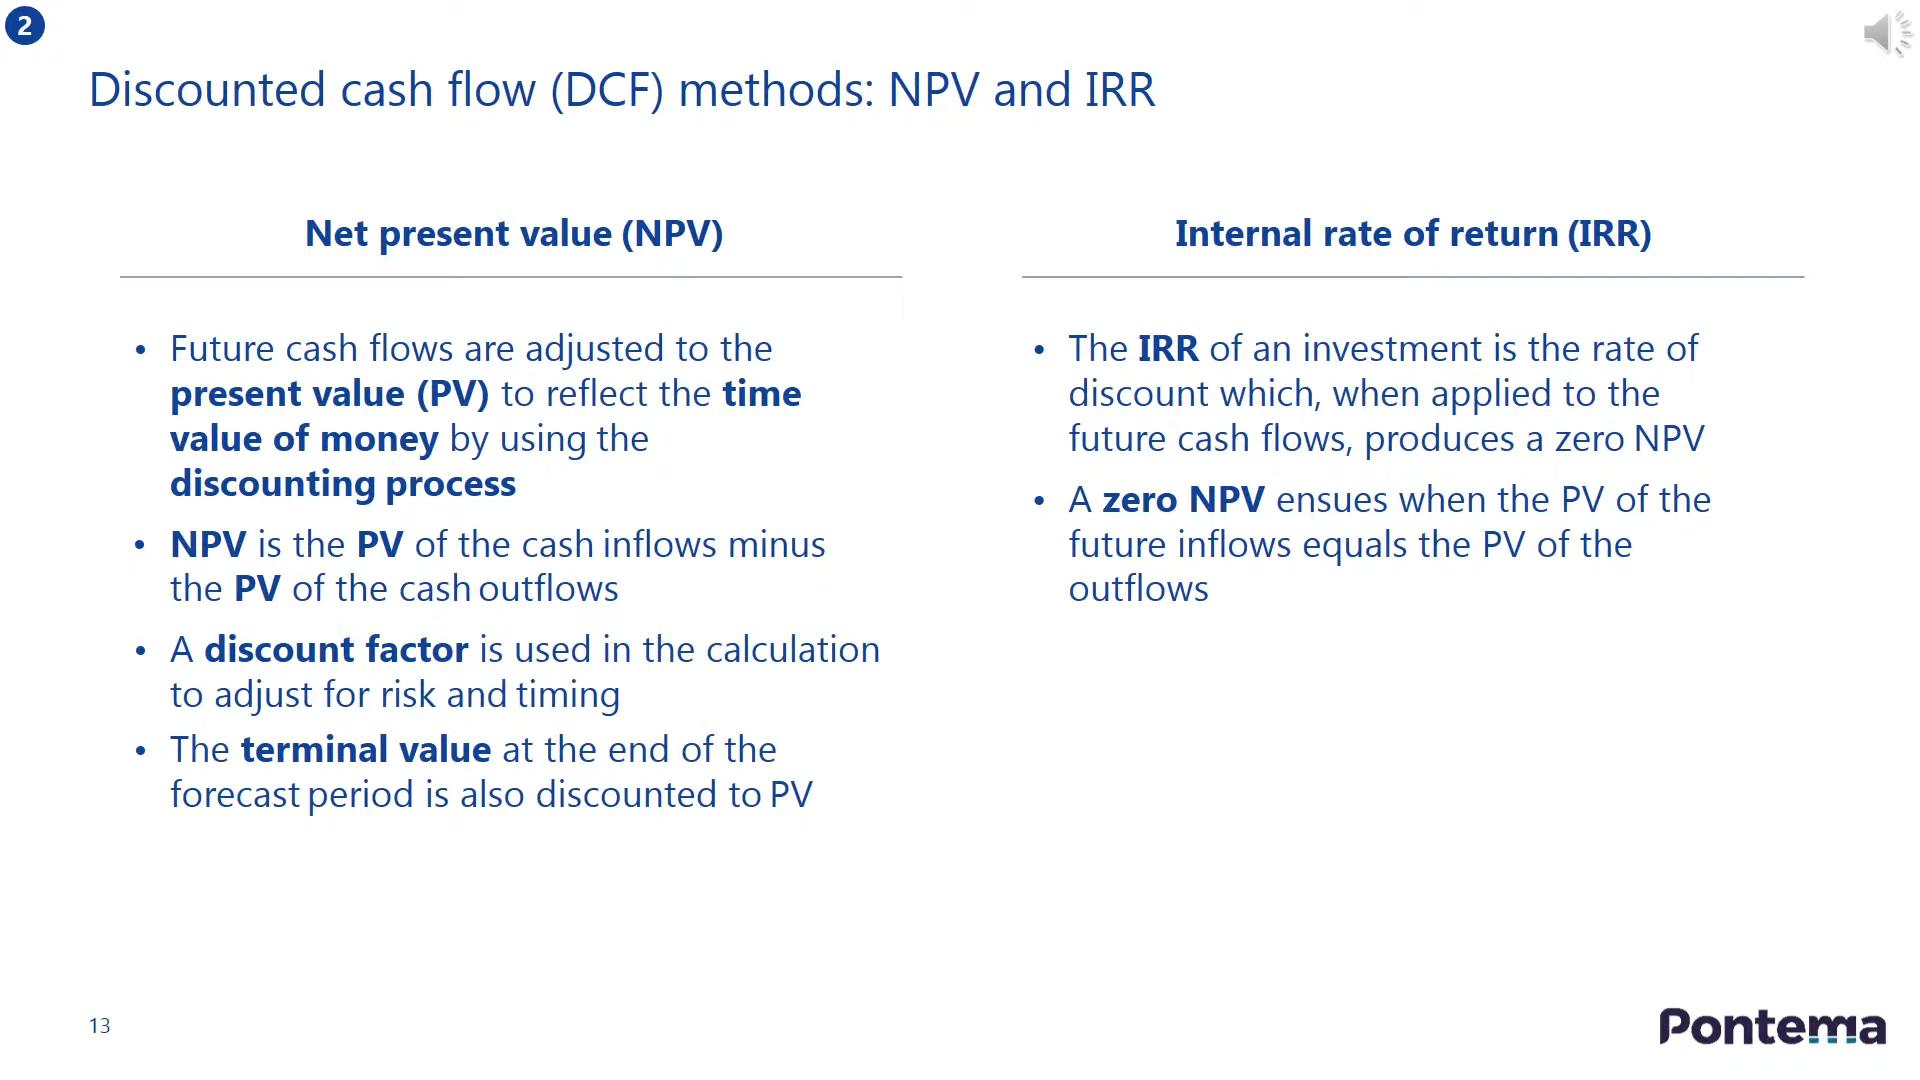 2
Discounted cash flow (DCF) methods: NPV and IRR
Net present value (NPV)
• Future cash flows are adjusted to the
present value (PV) to reflect the time
value of money by using the
discounting process
• NPV is the PV of the cash inflows minus
the PV of the cash outflows
• A discount factor is used in the calculation
to adjust for risk and timing
• The terminal value at the end of the
forecast period is also discounted to PV
Internal rate of return (IRR)
• The IRR of an investment is the rate of
discount which, when applied to the
future cash flows, produces a zero NPV
• A zero NPV ensues when the PV of the
future inflows equals the PV of the
outflows
13
Pontema